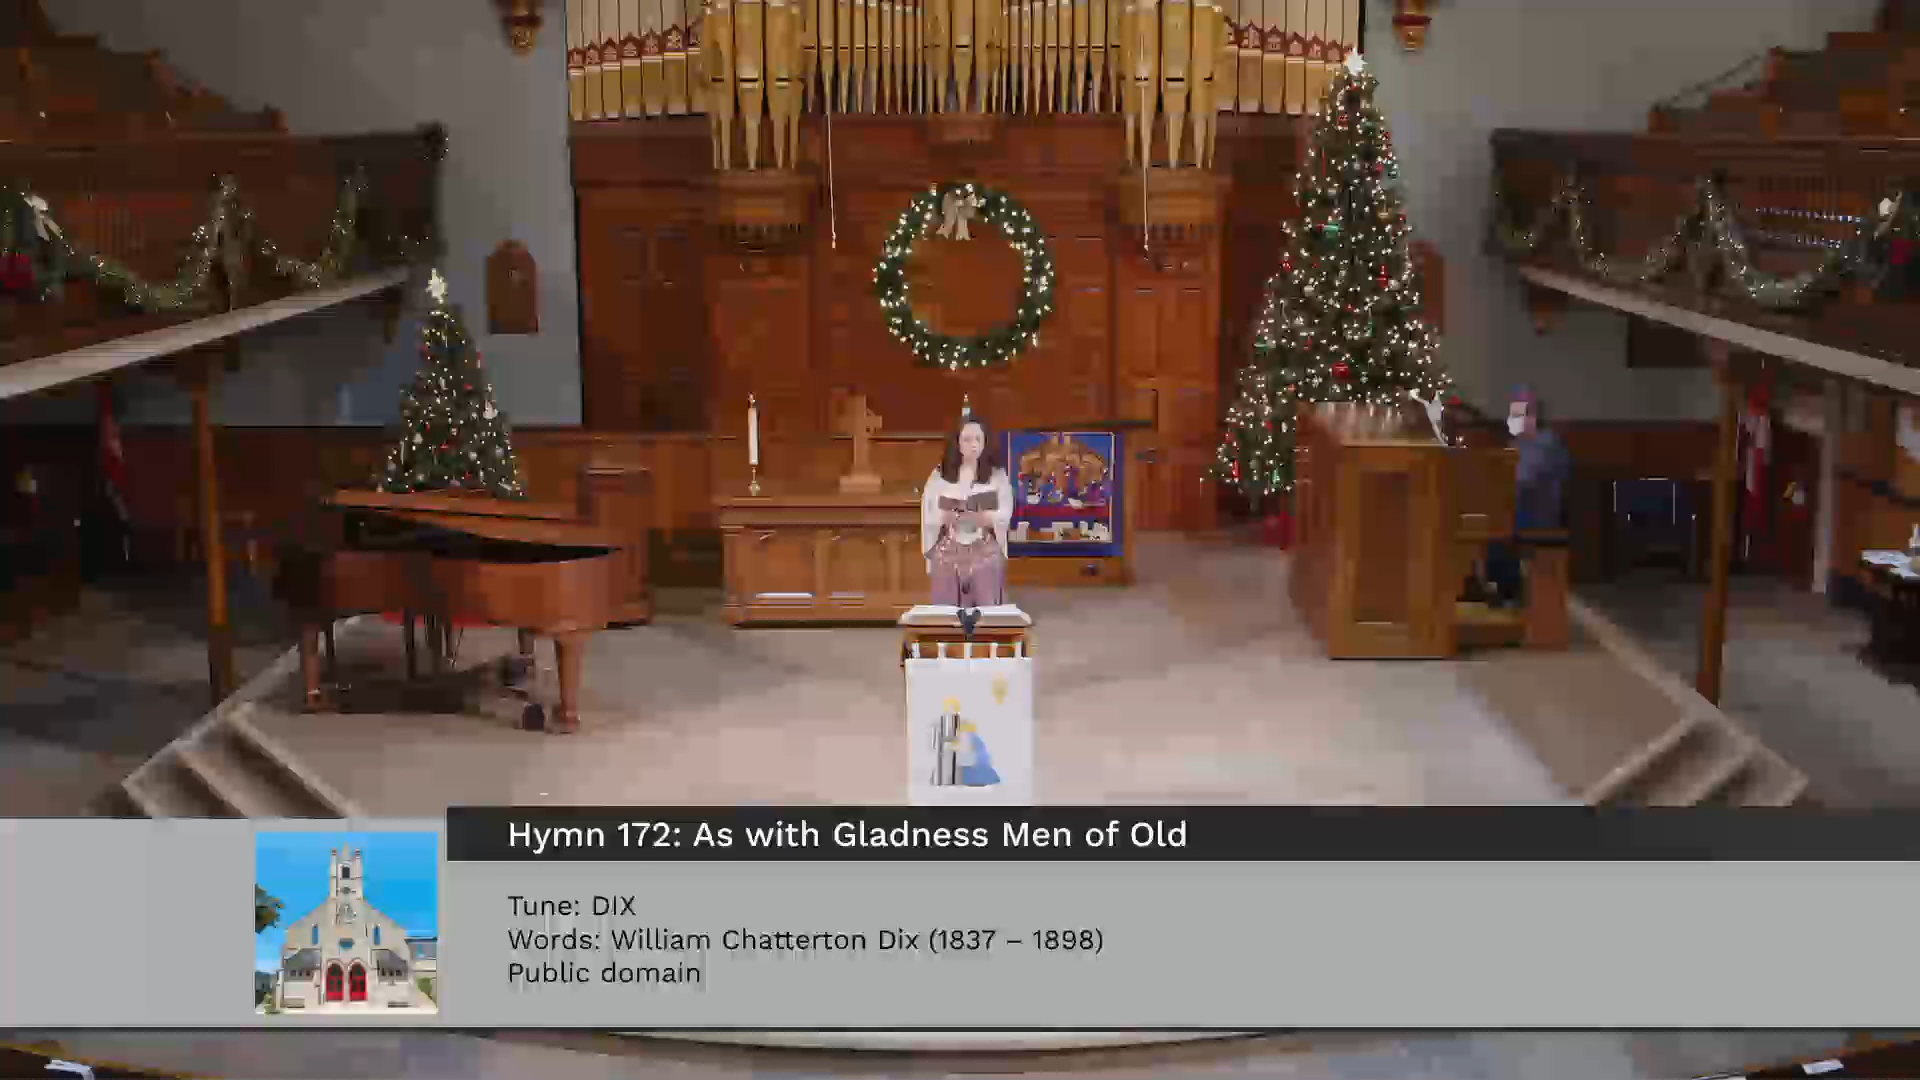 Hymn 172: As with Gladness Men of Old
Tune: DIX
Words: William Chatterton Dix (1837 – 1898)
Public domain